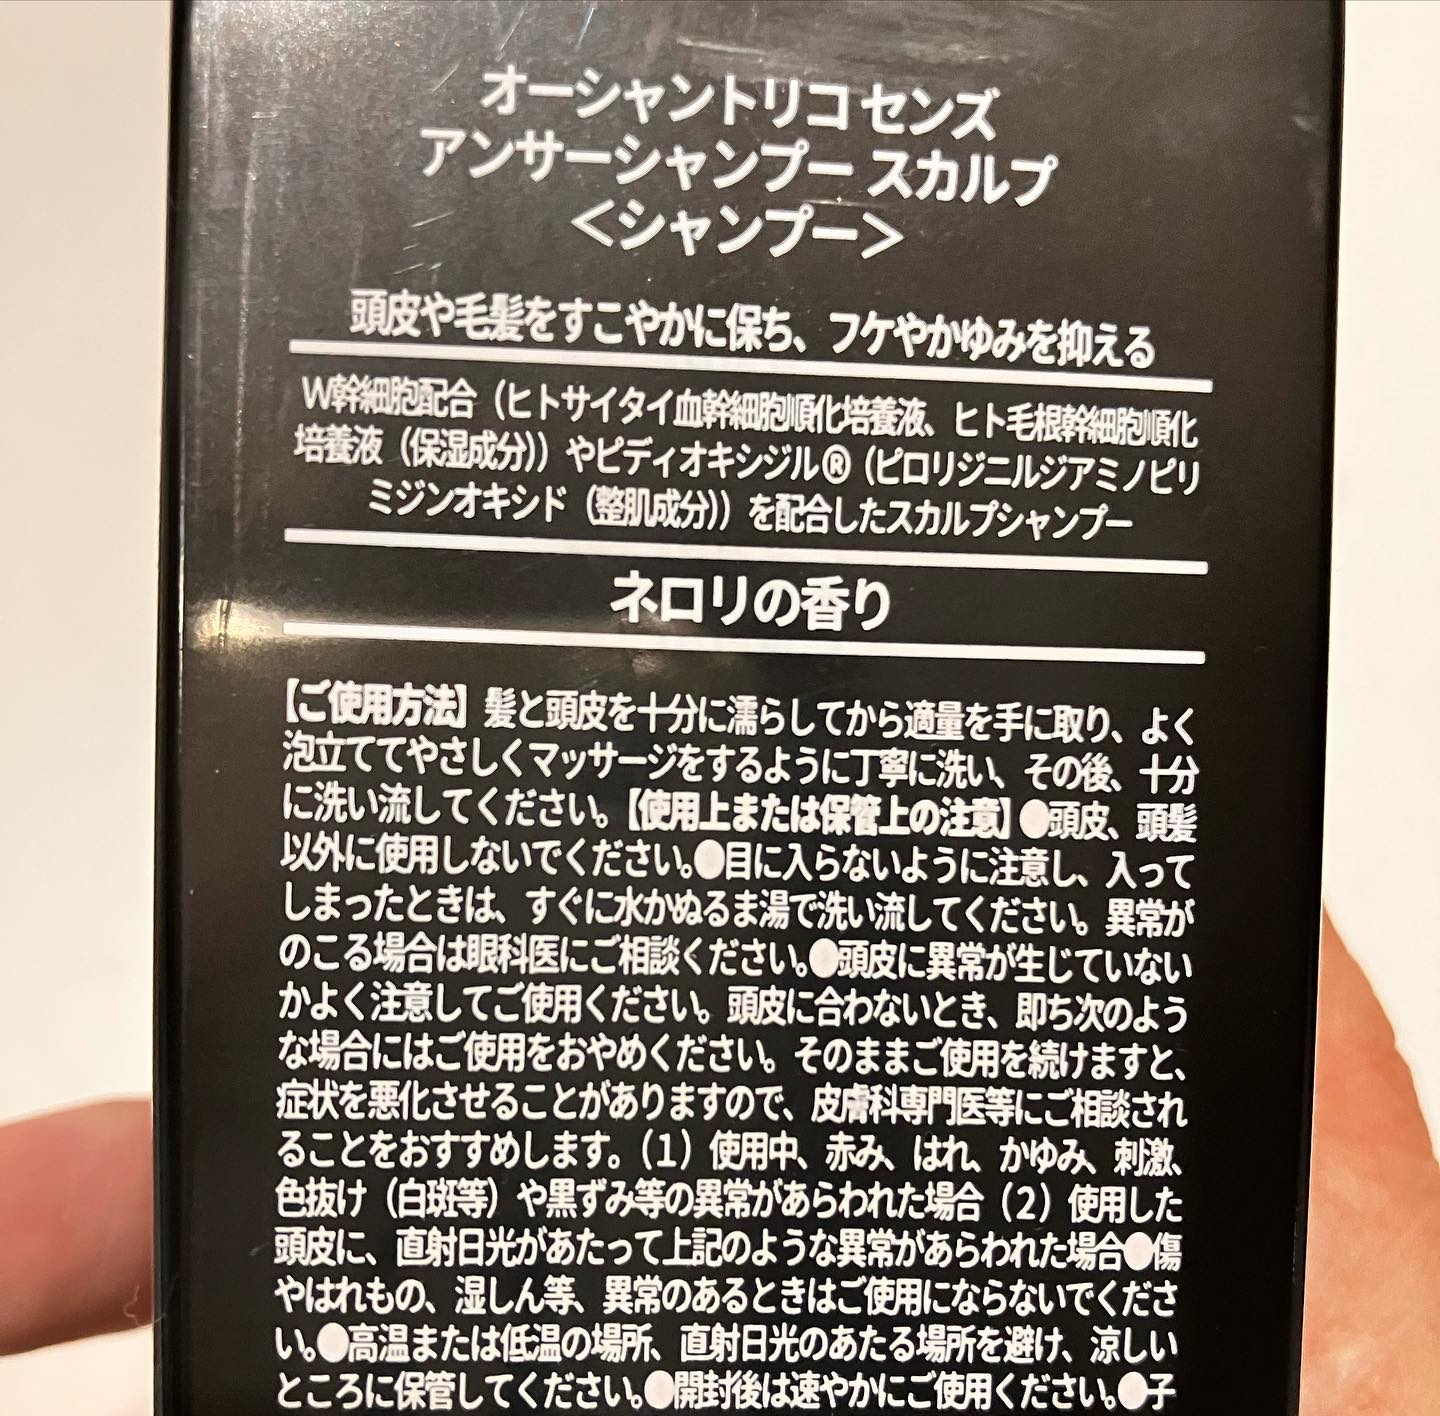 オーシャントリコ センズ
アンサーシャンプー スカルプ
＜シャンプー＞
頭皮や毛髪をすこやかに保ち、フケやかゆみを抑える
W幹細胞配合（ヒトサイタイ血幹細胞順化培養液、ヒト毛根幹細胞順化
培養液（保湿成分））やピディオキシジル®（ピロリジニルジアミノピリ
ミジンオキシド（整肌成分））を配合したスカルプシャンプー
ネロリの香り
【ご使用方法】髪と頭皮を十分に濡らしてから適量を手に取り、よく
泡立ててやさしくマッサージをするように丁寧に洗い、その後、十分
に洗い流してください。【使用上または保管上の注意】●頭皮、頭髪
以外に使用しないでください。●目に入らないように注意し、入って
しまったときは、すぐに水かぬるま湯で洗い流してください。異常が
のこる場合は眼科医にご相談ください。●頭皮に異常が生じていない
かよく注意してご使用ください。頭皮に合わないとき、即ち次のよう
な場合にはご使用をおやめください。そのままご使用を続けますと、
症状を悪化させることがありますので、皮膚科専門医等にご相談され
ることをおすすめします。（1）使用中、赤み、はれ、かゆみ、刺激、
色抜け（白斑等）や黒ずみ等の異常があらわれた場合（2）使用した
頭皮に、直射日光があたって上記のような異常があらわれた場合●傷
やはれもの、湿しん等、異常のあるときはご使用にならないでくださ
い。●高温または低温の場所、直射日光のあたる場所を避け、涼しい
ところに保管してください。●開封後は速やかにご使用ください。●子